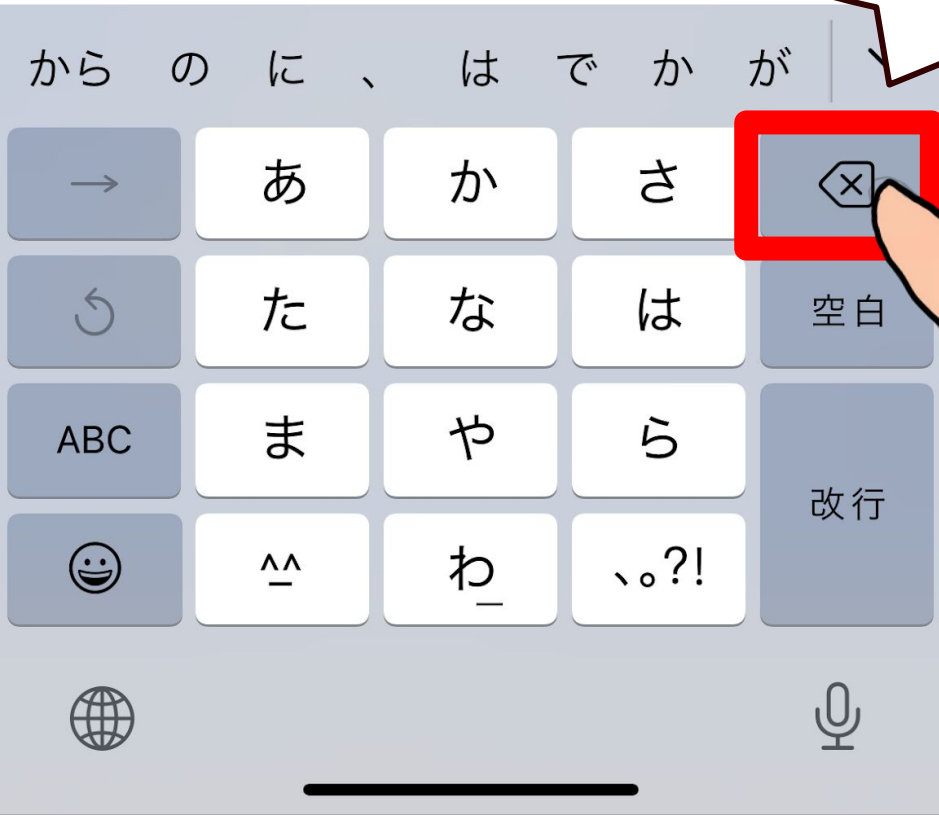 から の に 、 は で か が
→ あ か さ
た な は 空白
ABC ま や ら
改行
^_^ わ_ 、。?!